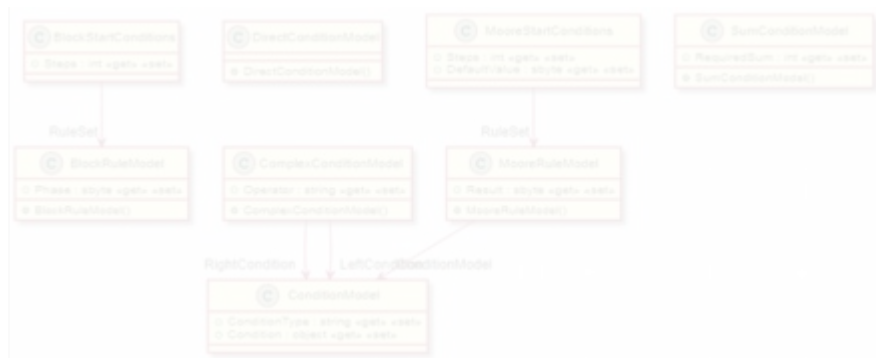 C BlockStartConditions
Steps : int «get» «set»
C DirectConditionModel
DirectConditionModel()
C MooreStartConditions
Steps : int «get» «set»
DefaultValue : sbyte «get» «set»
C SumConditionModel
RequiredSum : int «get» «set»
SumConditionModel()
RuleSet
RuleSet
C BlockRuleModel
Phrase : sbyte «get» «set»
BlockRuleModel()
C ComplexConditionModel
Operator : string «get» «set»
ComplexConditionModel()
C MooreRuleModel
Result : sbyte «get» «set»
MooreRuleModel()
RightCondition
LeftCondition
ConditionModel
C ConditionModel
ConditionType : string «get» «set»
Condition : «get» «set»